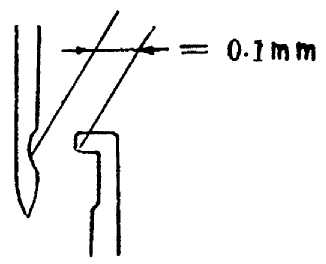 = 0.1mm